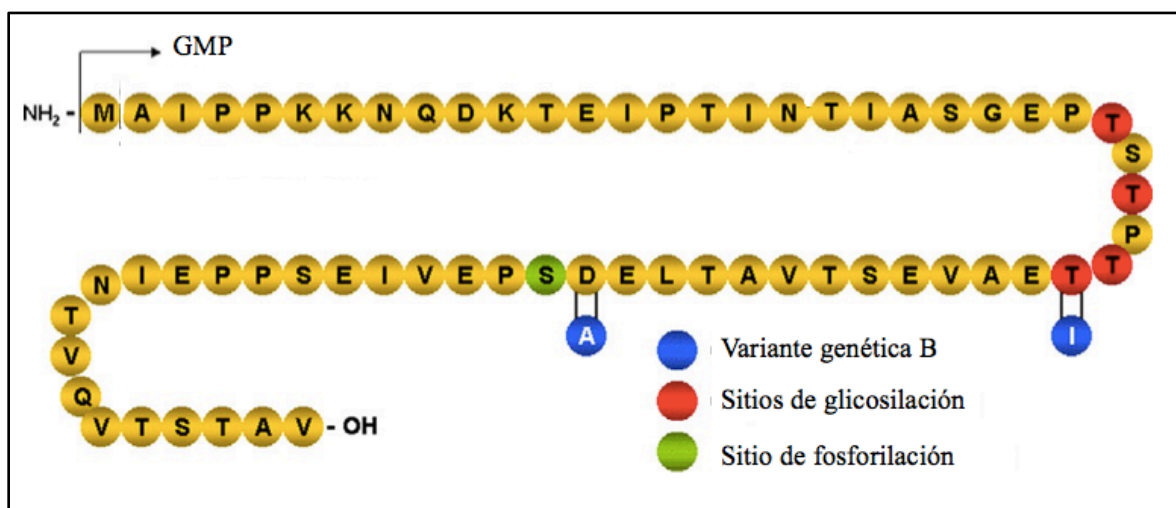 GMP
NH₂ - M A I P P K K N Q D K T E I P T I N T I A S G E P T
S
T
P
N I E P P S E I V E P S D E L T A V T S E V A E T T
T
V
Q
A
I
V T S T A V - OH
Variante genética B
Sitios de glicosilación
Sitio de fosforilación